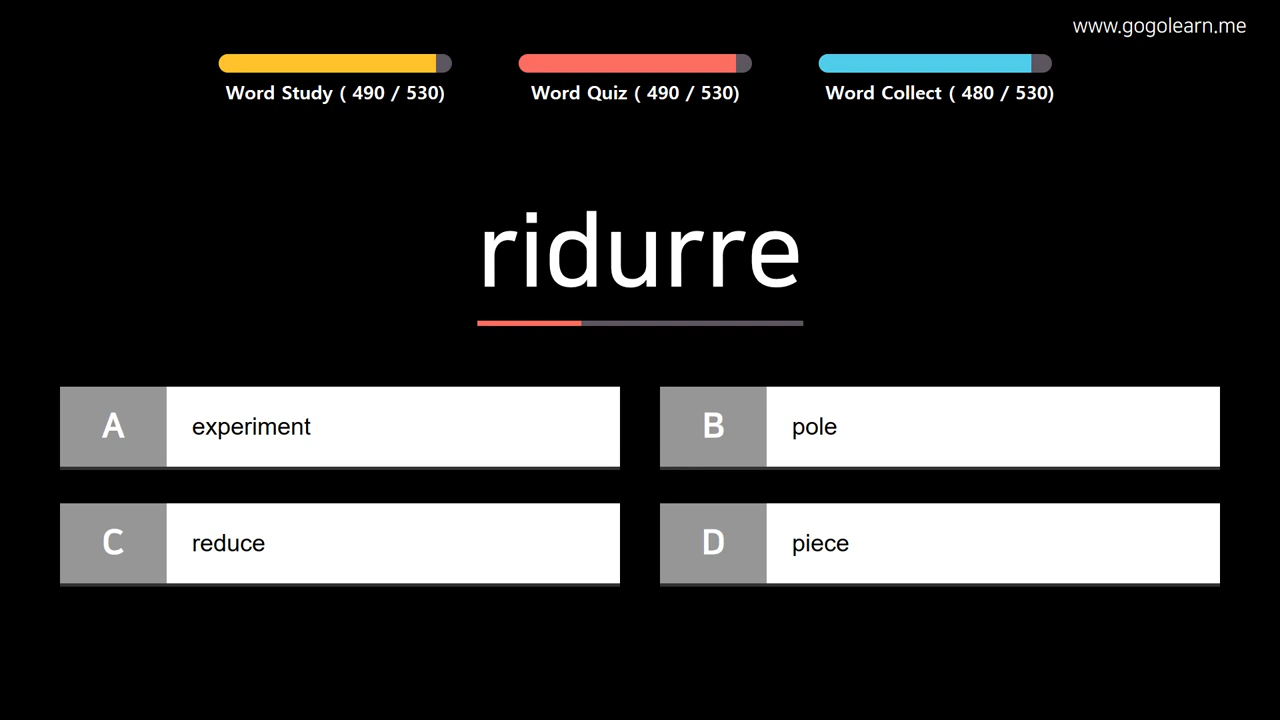 www.gogolearn.me
Word Study ( 490 / 530)
Word Quiz ( 490 / 530)
Word Collect ( 480 / 530)
ridurre
A experiment
B pole
C reduce
D piece